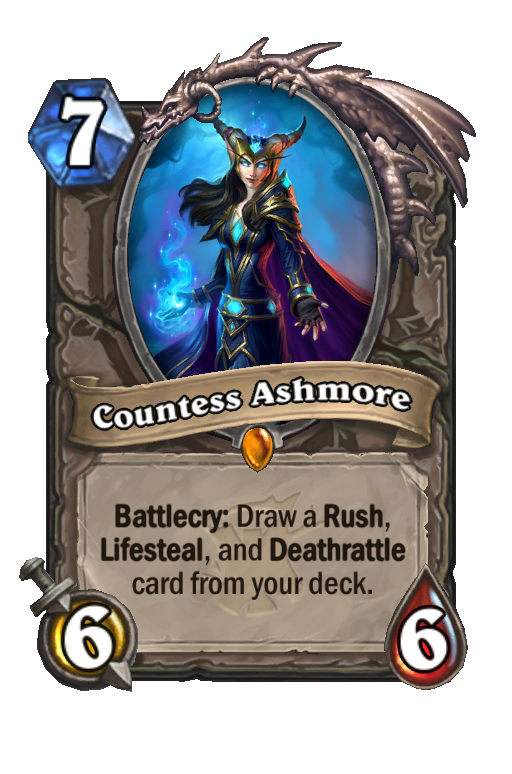 7
Countess Ashmore
Battlecry: Draw a Rush,
Lifesteal, and Deathrattle
card from your deck.
6
6